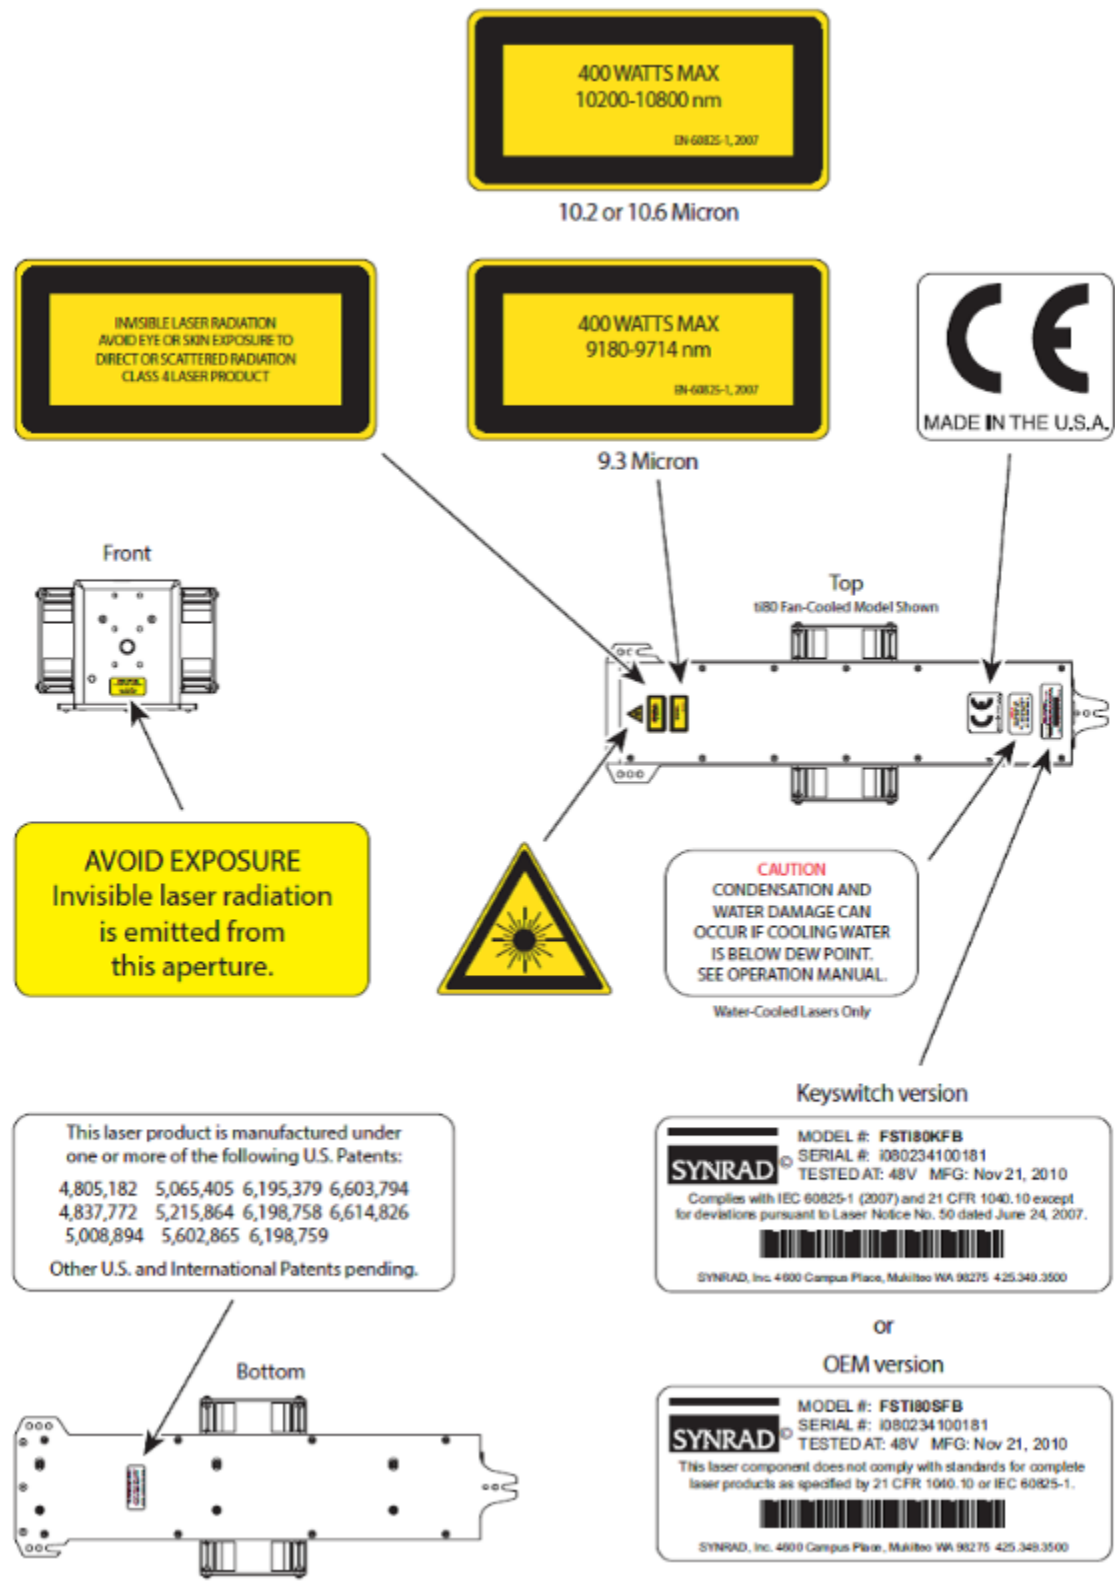 400 WATTS MAX
10200-10800 nm
EN-60825-1, 2007
10.2 or 10.6 Micron
INVISIBLE LASER RADIATION
AVOID EYE OR SKIN EXPOSURE TO
DIRECT OR SCATTERED RADIATION
CLASS 4 LASER PRODUCT
400 WATTS MAX
9180-9714 nm
EN-60825-1, 2007
9.3 Micron
CE
MADE IN THE U.S.A.
Front
Top
ti80 Fan-Cooled Model Shown
CE
AVOID EXPOSURE
Invisible laser radiation
is emitted from
this aperture.
CAUTION
CONDENSATION AND
WATER DAMAGE CAN
OCCUR IF COOLING WATER
IS BELOW DEW POINT.
SEE OPERATION MANUAL.
Water-Cooled Lasers Only
Keyswitch version
SYNRAD ©
MODEL #: FSTI80KFB
SERIAL #: i080234100181
TESTED AT: 48V MFG: Nov 21, 2010
Complies with IEC 60825-1 (2007) and 21 CFR 1040.10 except
for deviations pursuant to Laser Notice No. 50 dated June 24, 2007.
SYNRAD, Inc. 4600 Campus Place, Mukilteo WA 98275 425.349.3500
This laser product is manufactured under
one or more of the following U.S. Patents:
4,805,182 5,065,405 6,195,379 6,603,794
4,837,772 5,215,864 6,198,758 6,614,826
5,008,894 5,602,865 6,198,759
Other U.S. and International Patents pending.
or
OEM version
SYNRAD ©
MODEL #: FSTI80SFB
SERIAL #: i080234100181
TESTED AT: 48V MFG: Nov 21, 2010
This laser component does not comply with standards for complete
laser products as specified by 21 CFR 1040.10 or IEC 60825-1.
SYNRAD, Inc. 4600 Campus Place, Mukilteo WA 98275 425.349.3500
Bottom